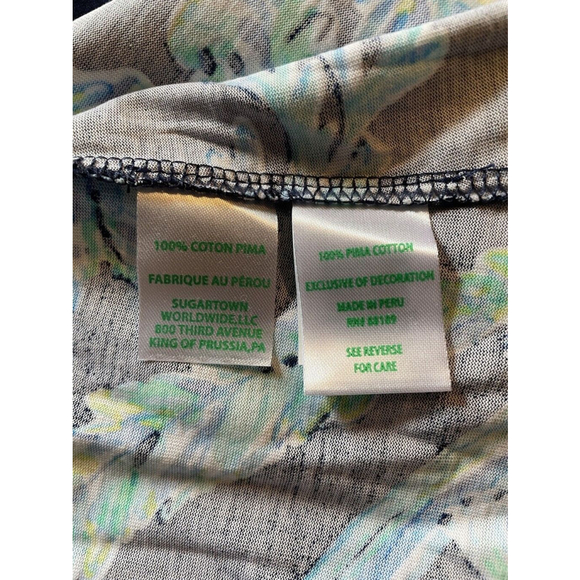 100% COTON PIMA
FABRIQUE AU PÉROU
SUGARTOWN
WORLDWIDE,LLC
800 THIRD AVENUE
KING OF PRUSSIA,PA
100% PIMA COTTON
EXCLUSIVE OF DECORATION
MADE IN PERU
RN# 88189
SEE REVERSE
FOR CARE